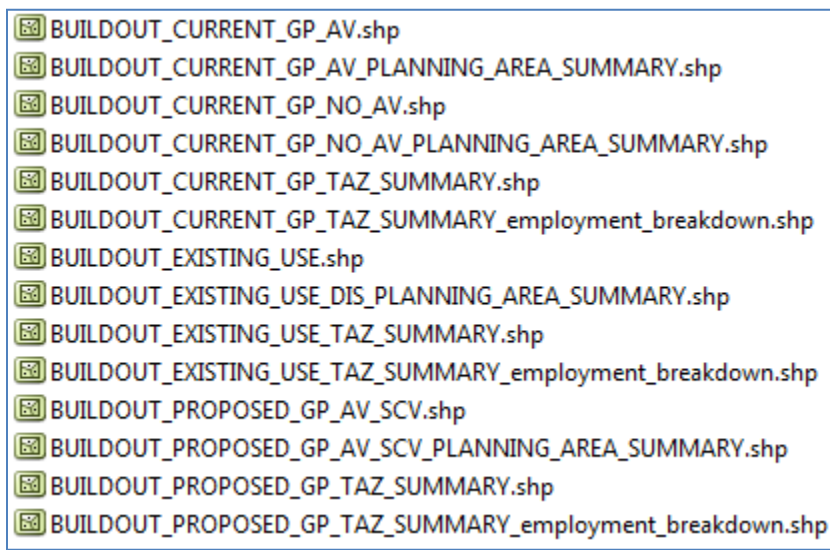 BUILDOUT_CURRENT_GP_AV.shp
BUILDOUT_CURRENT_GP_AV_PLANNING_AREA_SUMMARY.shp
BUILDOUT_CURRENT_GP_NO_AV.shp
BUILDOUT_CURRENT_GP_NO_AV_PLANNING_AREA_SUMMARY.shp
BUILDOUT_CURRENT_GP_TAZ_SUMMARY.shp
BUILDOUT_CURRENT_GP_TAZ_SUMMARY_employment_breakdown.shp
BUILDOUT_EXISTING_USE.shp
BUILDOUT_EXISTING_USE_DIS_PLANNING_AREA_SUMMARY.shp
BUILDOUT_EXISTING_USE_TAZ_SUMMARY.shp
BUILDOUT_EXISTING_USE_TAZ_SUMMARY_employment_breakdown.shp
BUILDOUT_PROPOSED_GP_AV_SCV.shp
BUILDOUT_PROPOSED_GP_AV_SCV_PLANNING_AREA_SUMMARY.shp
BUILDOUT_PROPOSED_GP_TAZ_SUMMARY.shp
BUILDOUT_PROPOSED_GP_TAZ_SUMMARY_employment_breakdown.shp